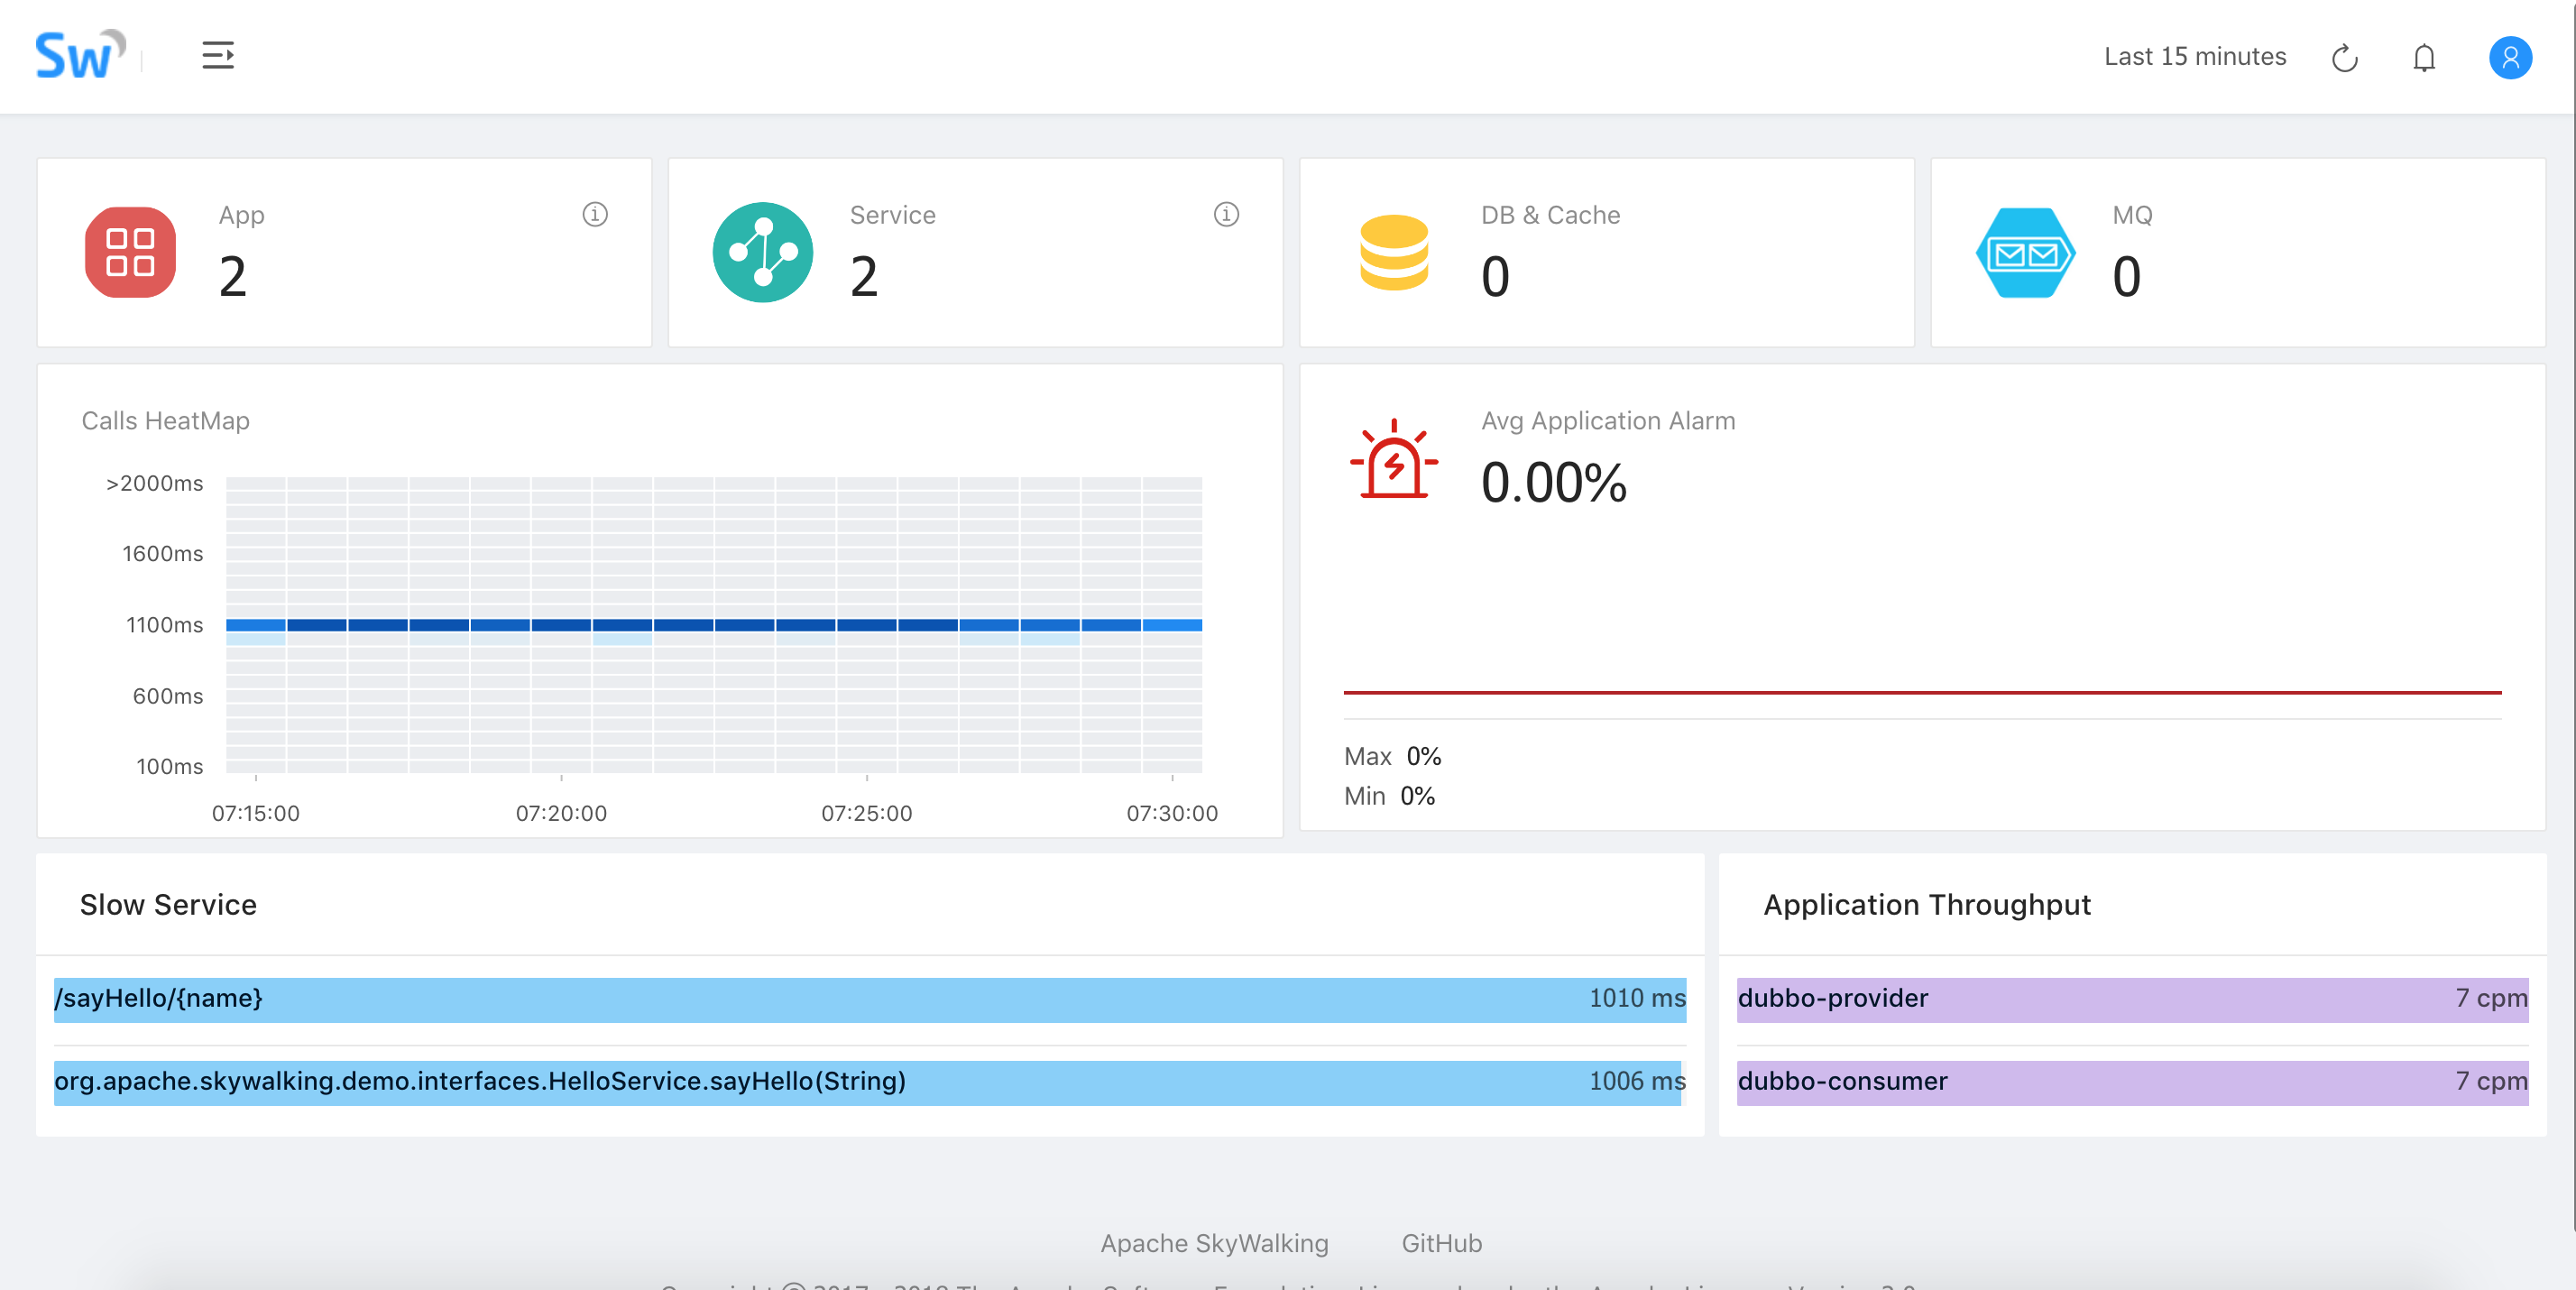 Sw
Last 15 minutes
App
2
Service
2
DB & Cache
0
MQ
0
Calls HeatMap
>2000ms
1600ms
1100ms
600ms
100ms
07:15:00 07:20:00 07:25:00 07:30:00
Avg Application Alarm
0.00%
Max 0%
Min 0%
Slow Service
/sayHello/{name} 1010 ms
org.apache.skywalking.demo.interfaces.HelloService.sayHello(String) 1006 ms
Application Throughput
dubbo-provider 7 cpm
dubbo-consumer 7 cpm
Apache SkyWalking GitHub